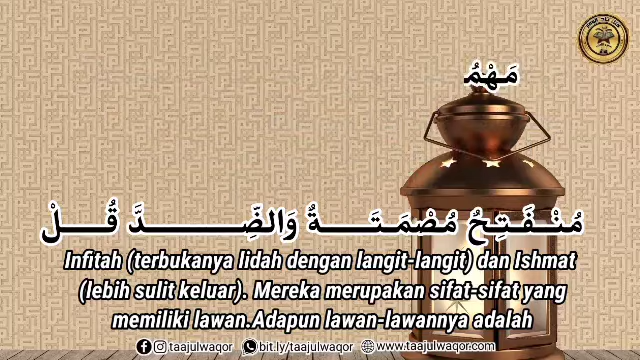 مَهْمُ
مُنْفَتِحٌ مُصْمَتَةٌ وَالضِّدَّ قُلْ
Infitah (terbukanya lidah dengan langit-langit) dan Ishmat
(lebih sulit keluar). Mereka merupakan sifat-sifat yang
memiliki lawan.Adapun lawan-lawannya adalah
taajulwaqor bit.ly/taajulwaqor www.taajulwaqor.com